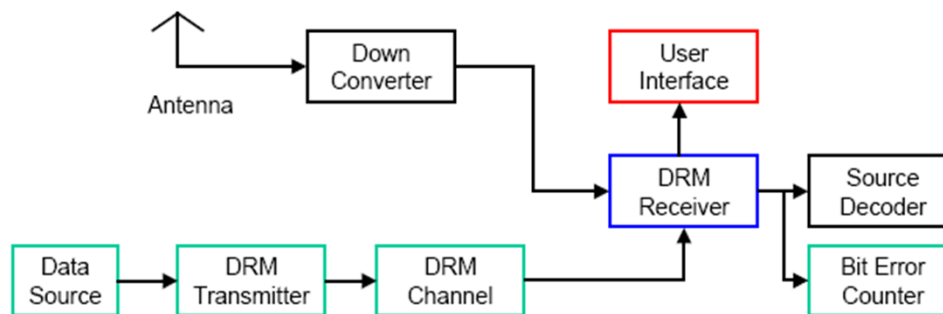 Down
Converter
User
Interface
Antenna
DRM
Receiver
Source
Decoder
Data
Source
DRM
Transmitter
DRM
Channel
Bit Error
Counter